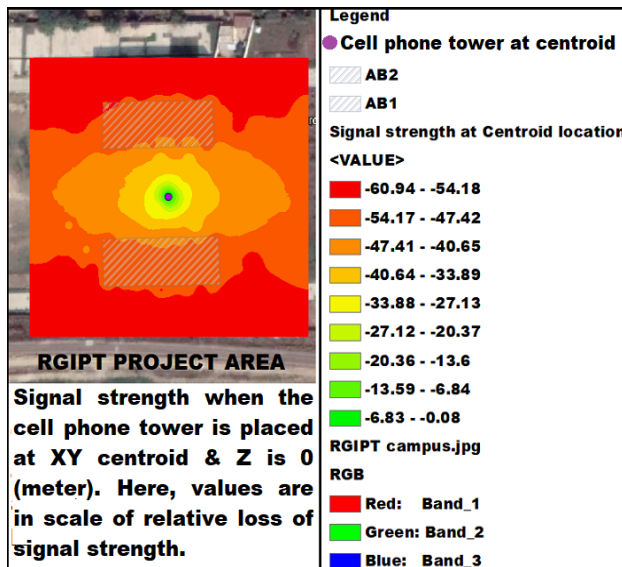 RGIPT PROJECT AREA
Signal strength when the
cell phone tower is placed
at XY centroid & Z is 0
(meter). Here, values are
in scale of relative loss of
signal strength.
Legend
Cell phone tower at centroid
AB2
AB1
Signal strength at Centroid location
<VALUE>
-60.94 - -54.18
-54.17 - -47.42
-47.41 - -40.65
-40.64 - -33.89
-33.88 - -27.13
-27.12 - -20.37
-20.36 - -13.6
-13.59 - -6.84
-6.83 - -0.08
RGIPT campus.jpg
RGB
Red: Band_1
Green: Band_2
Blue: Band_3